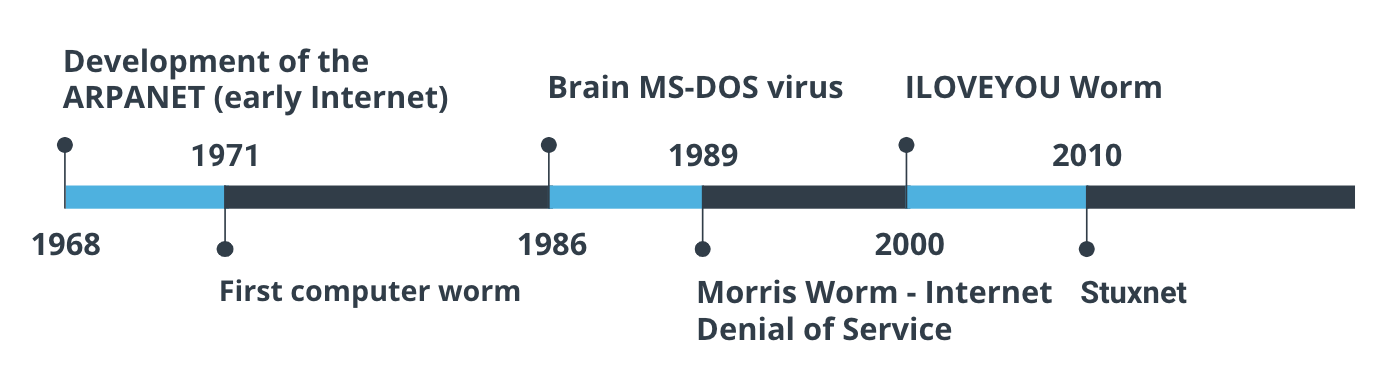 Development of the
ARPANET (early Internet)
Brain MS-DOS virus
ILOVEYOU Worm
1971
1989
2010
1968
1986
2000
First computer worm
Morris Worm - Internet
Denial of Service
Stuxnet